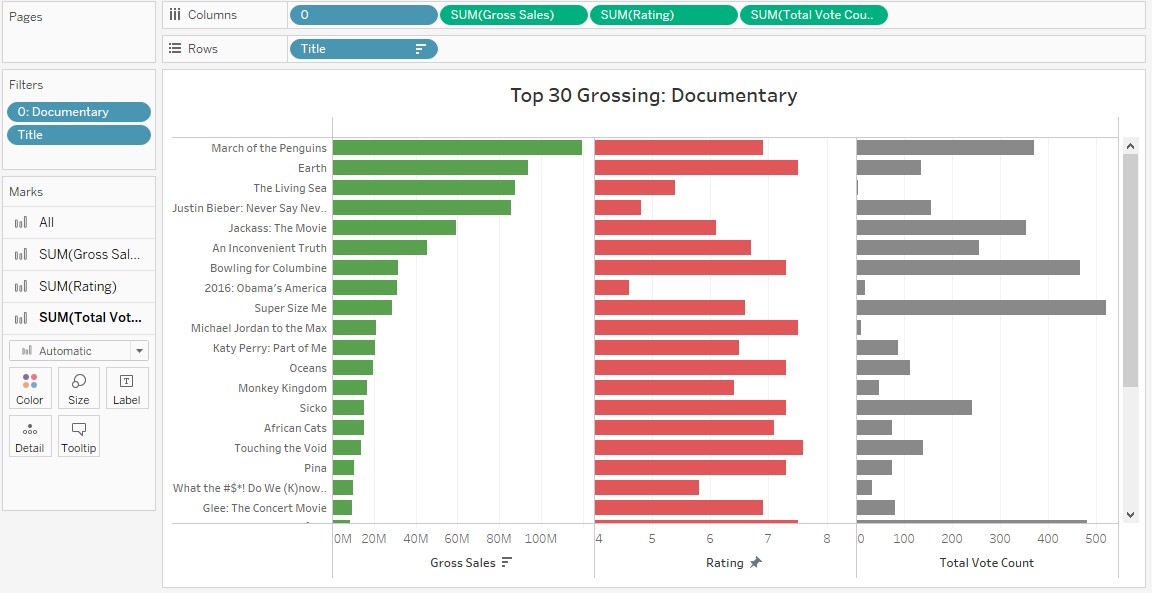 Pages
Columns
0
SUM(Gross Sales)
SUM(Rating)
SUM(Total Vote Cou..
Rows
Title
Filters
0: Documentary
Title
Marks
All
SUM(Gross Sal...
SUM(Rating)
SUM(Total Vot...
Automatic
Color
Size
Label
Detail
Tooltip
Top 30 Grossing: Documentary
March of the Penguins
Earth
The Living Sea
Justin Bieber: Never Say Nev..
Jackass: The Movie
An Inconvenient Truth
Bowling for Columbine
2016: Obama's America
Super Size Me
Michael Jordan to the Max
Katy Perry: Part of Me
Oceans
Monkey Kingdom
Sicko
African Cats
Touching the Void
Pina
What the #$*! Do We (K)now..
Glee: The Concert Movie
0M 20M 40M 60M 80M 100M
4 5 6 7 8
0 100 200 300 400 500
Gross Sales
Rating
Total Vote Count